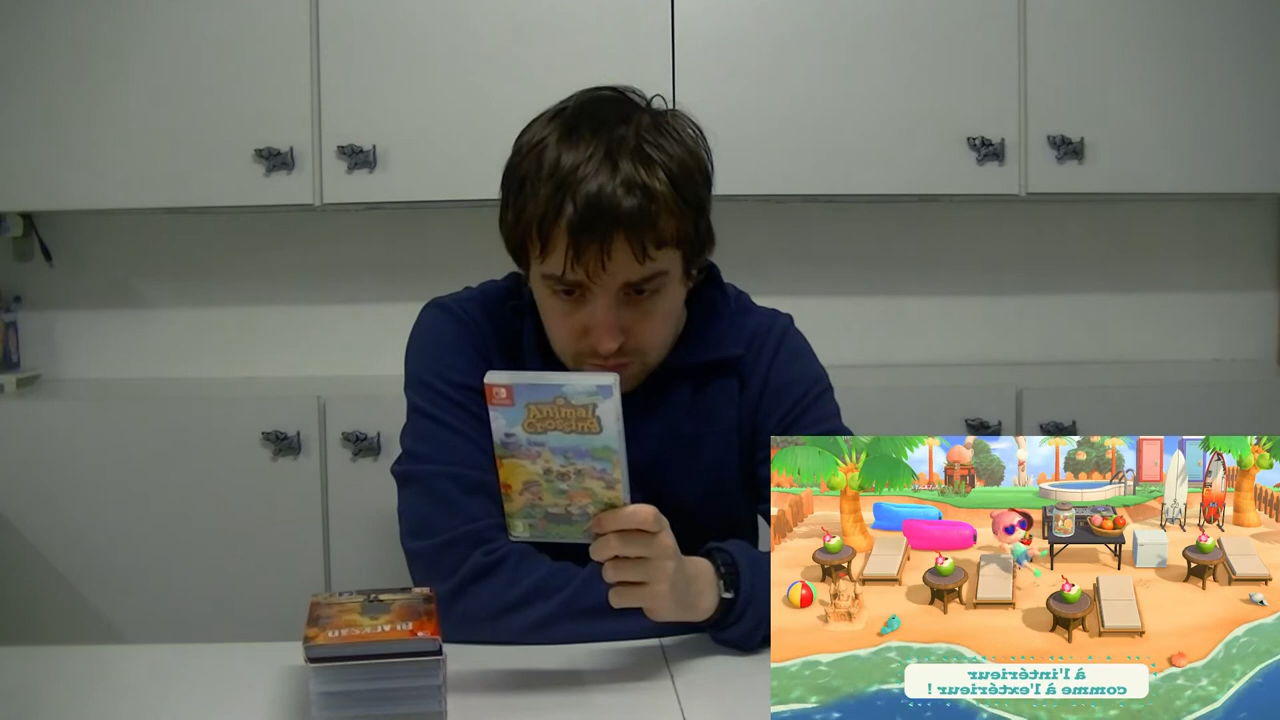 Animal
Crossing
BLACKSAD
à l'intérieur
comme à l'extérieur !